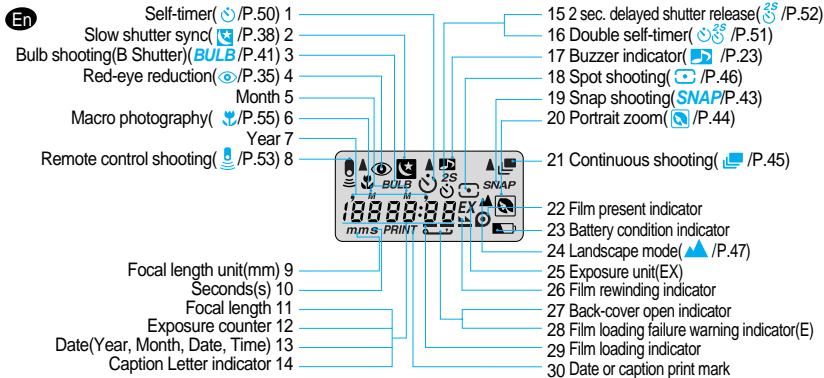 En
Self-timer( /P.50) 1
Slow shutter sync( /P.38) 2
Bulb shooting(B Shutter)(BULB/P.41) 3
Red-eye reduction( /P.35) 4
Month 5
Macro photography( /P.55) 6
Year 7
Remote control shooting( /P.53) 8
Focal length unit(mm) 9
Seconds(s) 10
Focal length 11
Exposure counter 12
Date(Year, Month, Date, Time) 13
Caption Letter indicator 14
BULB 2S SNAP
M M
18888:88 EX
mms PRINT
15 2 sec. delayed shutter release( 2S /P.52)
16 Double self-timer( 2S /P.51)
17 Buzzer indicator( /P.23)
18 Spot shooting( /P.46)
19 Snap shooting(SNAP/P.43)
20 Portrait zoom( /P.44)
21 Continuous shooting( /P.45)
22 Film present indicator
23 Battery condition indicator
24 Landscape mode( /P.47)
25 Exposure unit(EX)
26 Film rewinding indicator
27 Back-cover open indicator
28 Film loading failure warning indicator(E)
29 Film loading indicator
30 Date or caption print mark